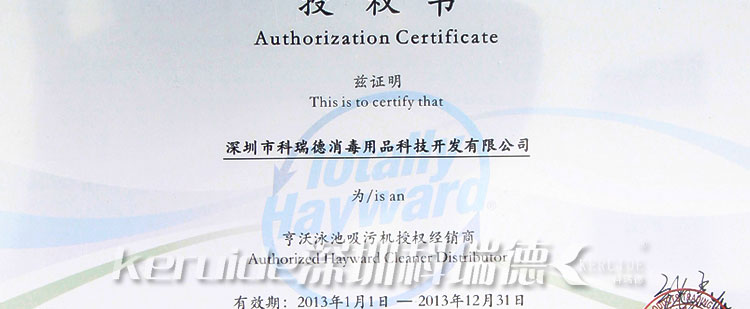 授 权 书
Authorization Certificate
兹证明
This is to certify that
深圳市科瑞德消毒用品科技开发有限公司
Totally
Hayward®
为/is an
亨沃泳池吸污机授权经销商
Authorized Hayward Cleaner Distributor
keruide深圳科瑞德
KERUIDE
科瑞德
有效期：2013年1月1日 — 2013年12月31日